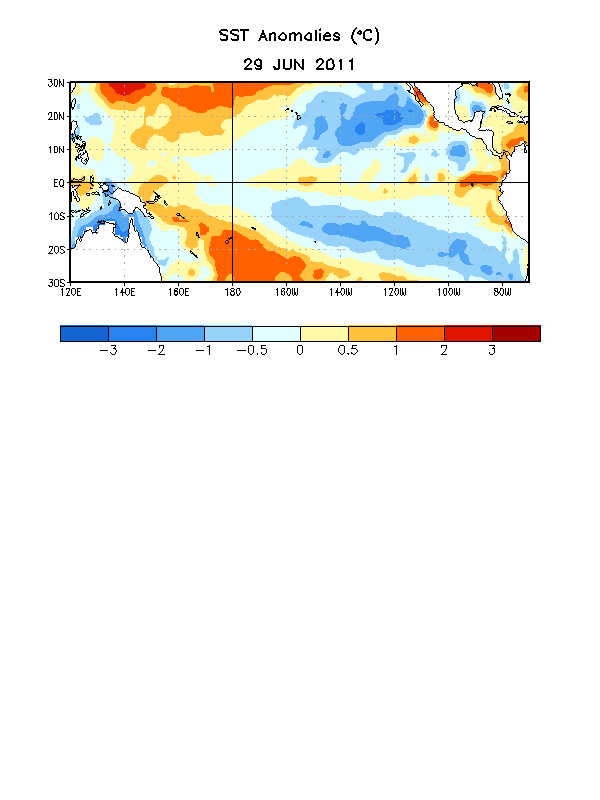 SST Anomalies (°C)
29 JUN 2011
30N
20N
10N
EQ
10S
20S
30S
120E 140E 160E 180 160W 140W 120W 100W 80W
−3 −2 −1 −0.5 0 0.5 1 2 3